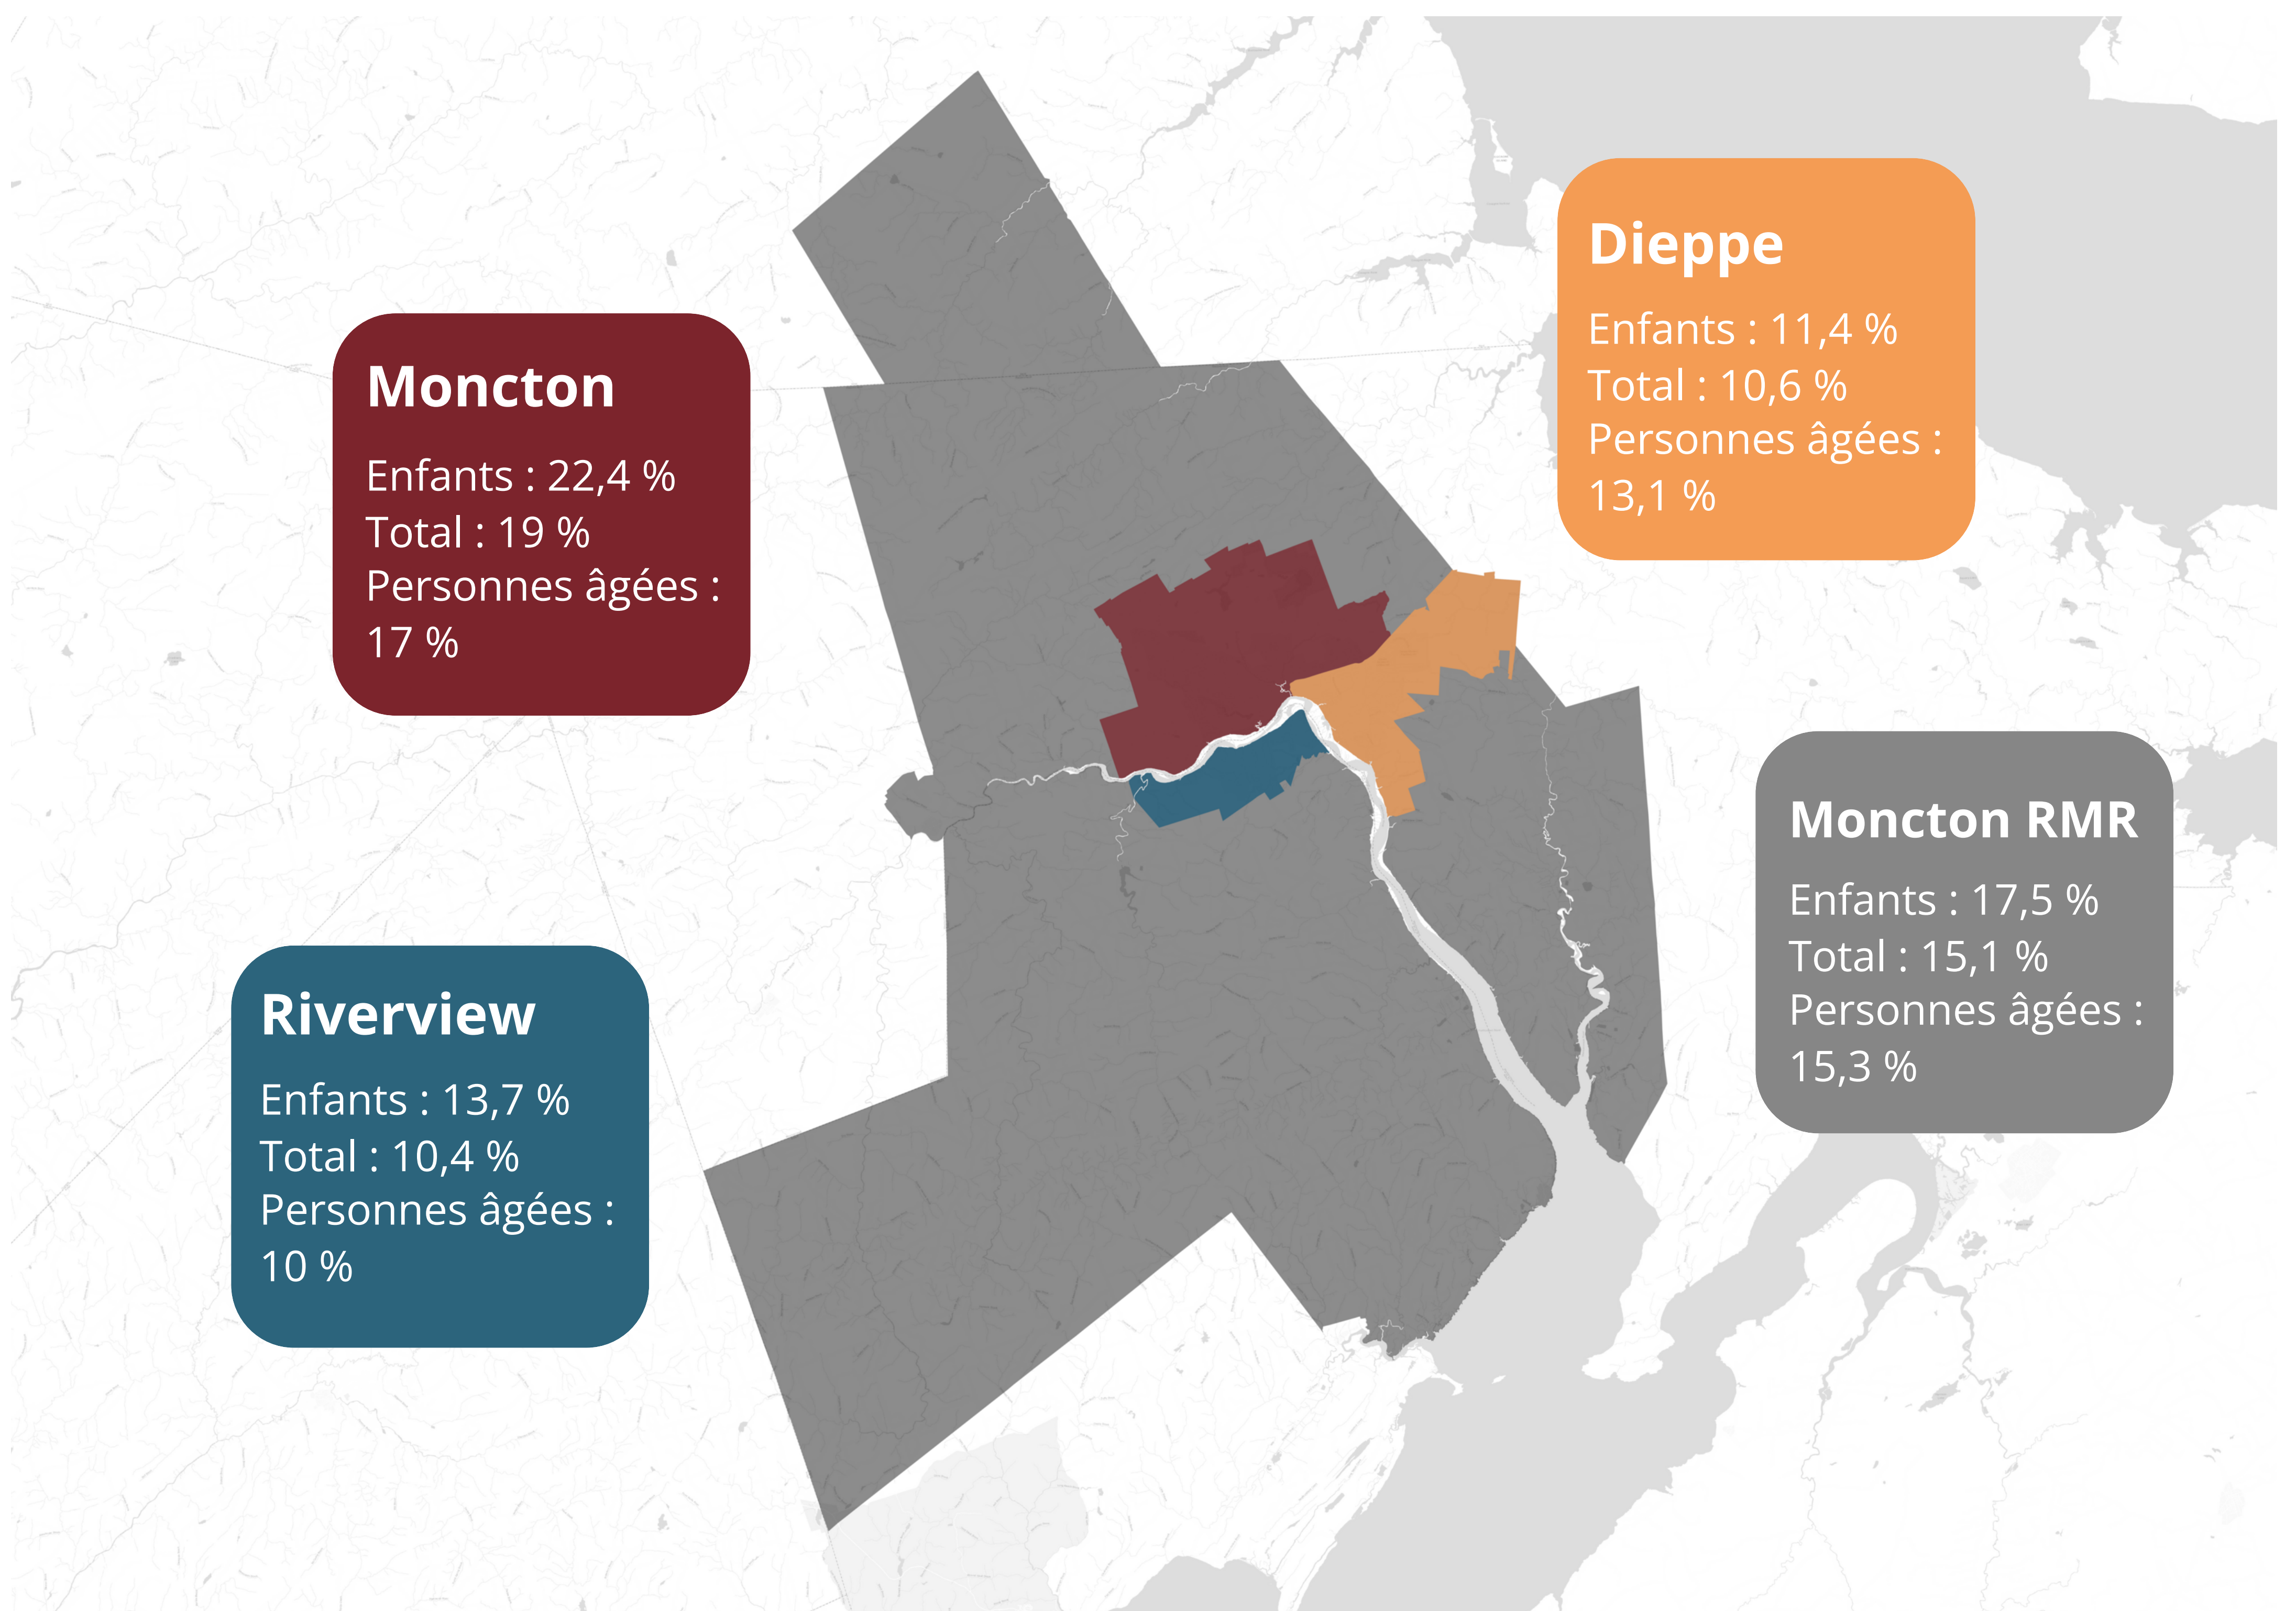 Dieppe
Enfants : 11,4 %
Total : 10,6 %
Personnes âgées :
13,1 %
Moncton
Enfants : 22,4 %
Total : 19 %
Personnes âgées :
17 %
Moncton RMR
Enfants : 17,5 %
Total : 15,1 %
Personnes âgées :
15,3 %
Riverview
Enfants : 13,7 %
Total : 10,4 %
Personnes âgées :
10 %